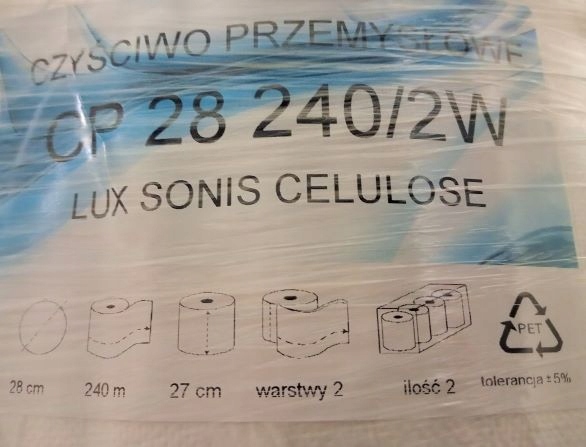 CZYŚCIWO PRZEMYSŁOWE
CP 28 240/2W
LUX SONIS CELULOSE
PET
28 cm 240 m 27 cm warstwy 2 ilość 2 tolerancja ± 5%